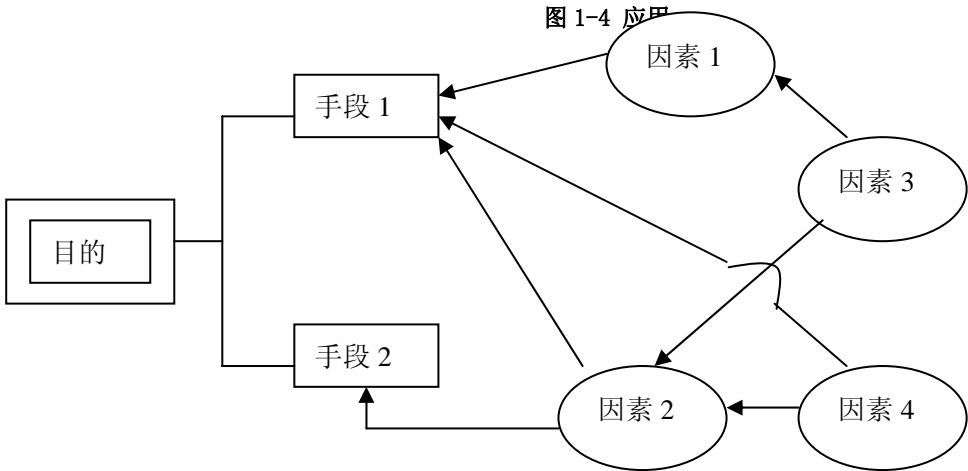 图 1-4 应用
因素 1
手段 1
因素 3
目的
手段 2
因素 2
因素 4